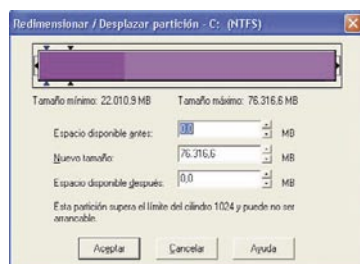 Redimensionar / Desplazar partición - C: (NTFS)
Tamaño mínimo: 22.010,9 MB Tamaño máximo: 76.316,6 MB
Espacio disponible antes: 0,0 MB
Nuevo tamaño: 76.316,6 MB
Espacio disponible después: 0,0 MB
Esta partición supera el límite del cilindro 1024 y puede no ser
arrancable.
Aceptar Cancelar Ayuda